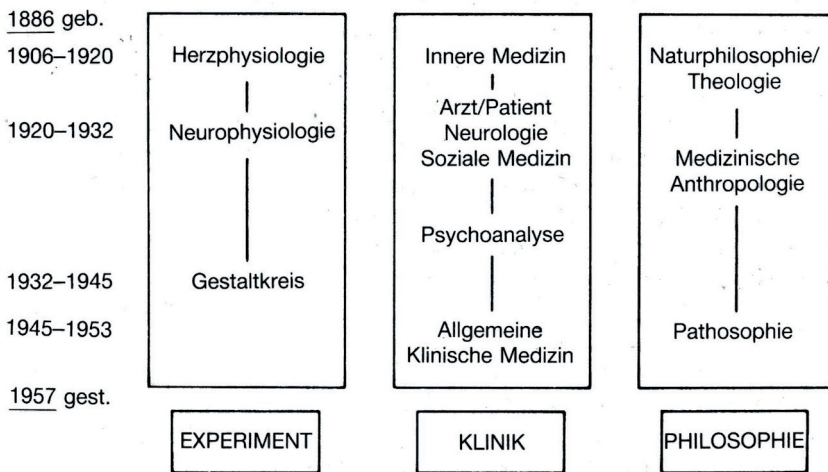 1886 geb.
1906–1920
1920–1932
1932–1945
1945–1953
1957 gest.
Herzphysiologie
Neurophysiologie
Gestaltkreis
EXPERIMENT
Innere Medizin
Arzt/Patient
Neurologie
Soziale Medizin
Psychoanalyse
Allgemeine
Klinische Medizin
KLINIK
Naturphilosophie/
Theologie
Medizinische
Anthropologie
Pathosophie
PHILOSOPHIE